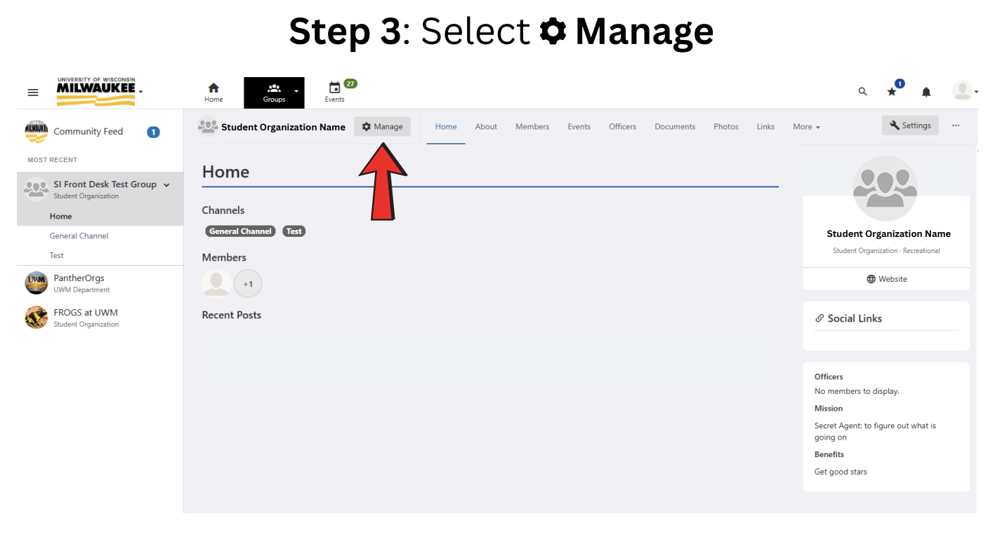 Step 3: Select Manage
UNIVERSITY OF WISCONSIN
MILWAUKEE
Home
Groups
27
Events
1
MILWAUKEE
Community Feed
1
Student Organization Name
Manage
Home
About
Members
Events
Officers
Documents
Photos
Links
More
Settings
MOST RECENT
SI Front Desk Test Group
Student Organization
Home
General Channel
Test
UWM
PantherOrgs
UWM Department
FROGS at UWM
Student Organization
Home
Channels
General Channel Test
Members
+1
Recent Posts
Student Organization Name
Student Organization - Recreational
Website
Social Links
Officers
No members to display.
Mission
Secret Agent: to figure out what is
going on
Benefits
Get good stars